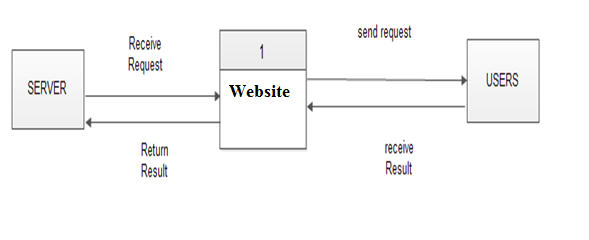 Receive
Request
SERVER
Return
Result
1
Website
send request
receive
Result
USERS